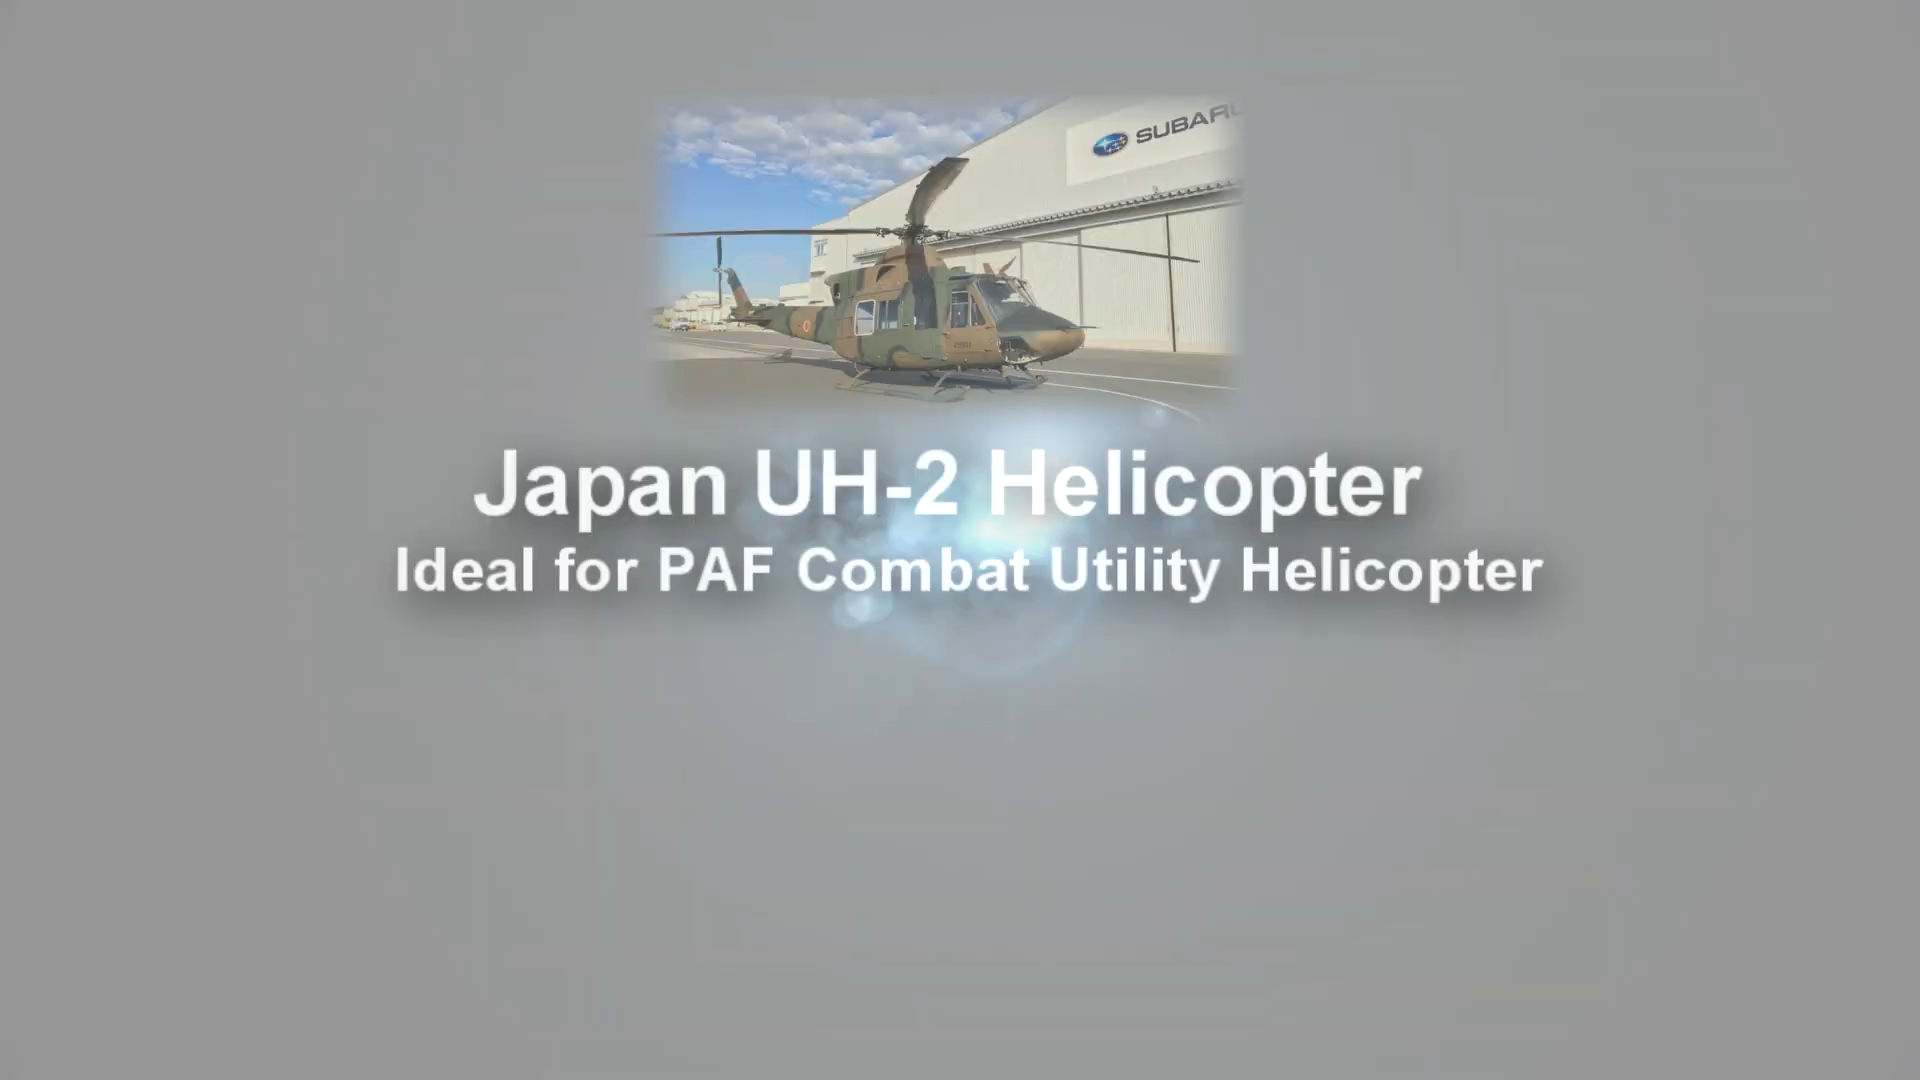 SUBARU
Japan UH-2 Helicopter
Ideal for PAF Combat Utility Helicopter